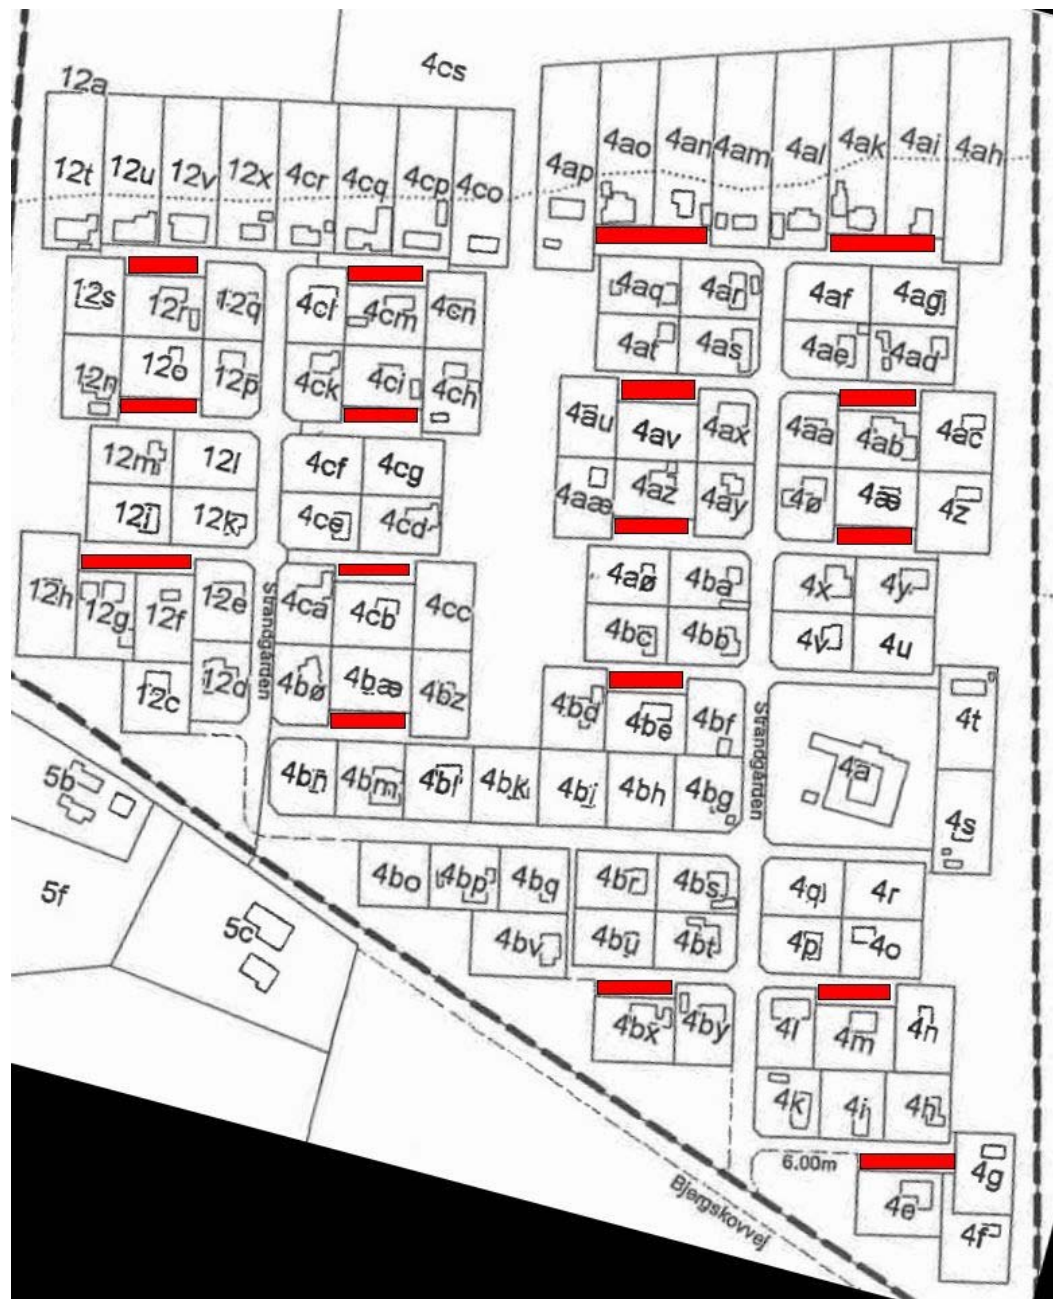 4cs
12a
12t 12u 12v 12x 4cr 4cq 4cp 4co
4ap 4ao 4an 4am 4al 4ak 4ai 4ah
12s 12r 12q 4cl 4cm 4cn
4aq 4ar 4af 4ag
12n 12o 12p 4ck 4ci 4ch
4at 4as 4ae 4ad
4au 4av 4ax 4aa 4ab 4ac
12m 12l 4cf 4cg
4aæ 4az 4ay 4ø 4æ 4z
12i 12k 4ce 4cd
12h 12g 12f 12e 4ca 4cb 4cc
4aø 4ba 4x 4y
4bc 4bb 4v 4u
Strandgården
12c 12d 4bø 4bæ 4bz
4bd 4be 4bf 4t
Strandgården
4a
5b
4bn 4bm 4bl 4bk 4bi 4bh 4bg
4s
5f
4bo 4bp 4bq 4br 4bs 4q 4r
5c
4bv 4bu 4bt 4p 4o
4bx 4by 4l 4m 4n
4k 4i 4h
6.00m
4g
Bjergskovvej
4e
4f